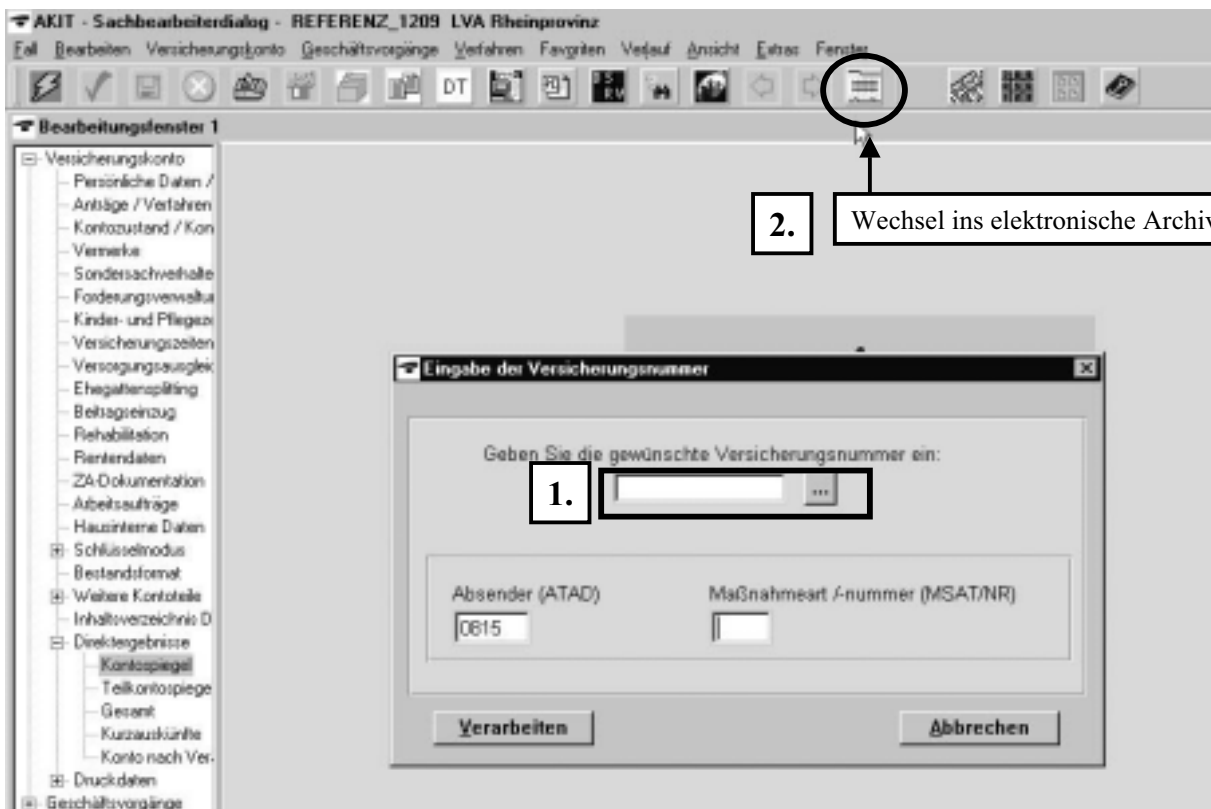 AKIT - Sachbearbeiterdialog - REFERENZ_1209 LVA Rheinprovinz
Fall Bearbeiten Versicherungskonto Geschäftsvorgänge Verfahren Favoriten Verlauf Ansicht Extras Fenster
DT
Bearbeitungsfenster 1
Versicherungskonto
Persönliche Daten /
Anträge / Verfahren
Kontozustand / Kon
Vermerke
Sondersachverhalte
Forderungsverwaltu
Kinder- und Pflegeze
Versicherungszeiten
Versorgungsausgleic
Ehegattensplitting
Beitragseinzug
Rehabilitation
Rentendaten
ZA-Dokumentation
Arbeitsaufträge
Hausinterne Daten
Schlüsselmodus
Bestandsformat
Weitere Kontoteile
Inhaltsverzeichnis D
Direktergebnisse
Kontospiegel
Teilkontospiege
Gesamt
Kurzauskünfte
Konto nach Ver-
Druckdaten
Geschäftsvorgänge
2.
Wechsel ins elektronische Archiv
Eingabe der Versicherungsnummer
Geben Sie die gewünschte Versicherungsnummer ein:
1.
...
Absender (ATAD)
Maßnahmeart /-nummer (MSAT/NR)
0815
Verarbeiten
Abbrechen